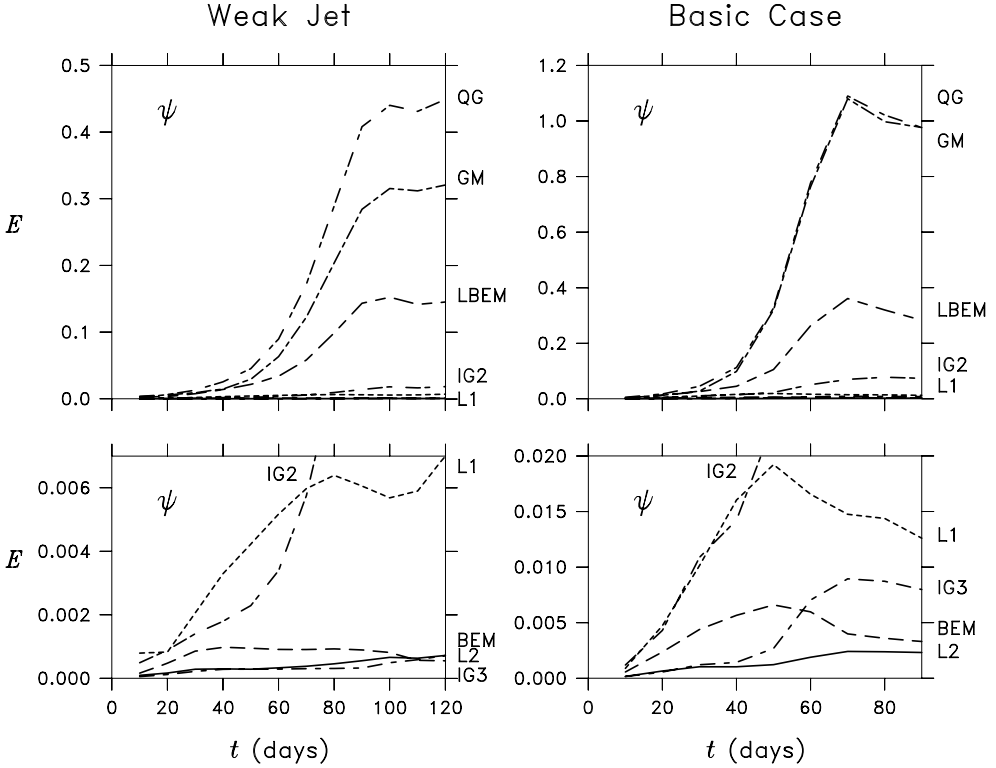 Weak Jet
Basic Case
0.5
0.4
0.3
0.2
0.1
0.0
E
ψ
QG
GM
LBEM
IG2
L1
1.2
1.0
0.8
0.6
0.4
0.2
0.0
ψ
QG
GM
LBEM
IG2
L1
0.006
0.004
0.002
0.000
E
ψ
IG2
L1
BEM
L2
IG3
0 20 40 60 80 100 120
t (days)
0.020
0.015
0.010
0.005
0.000
ψ
IG2
L1
IG3
BEM
L2
0 20 40 60 80
t (days)